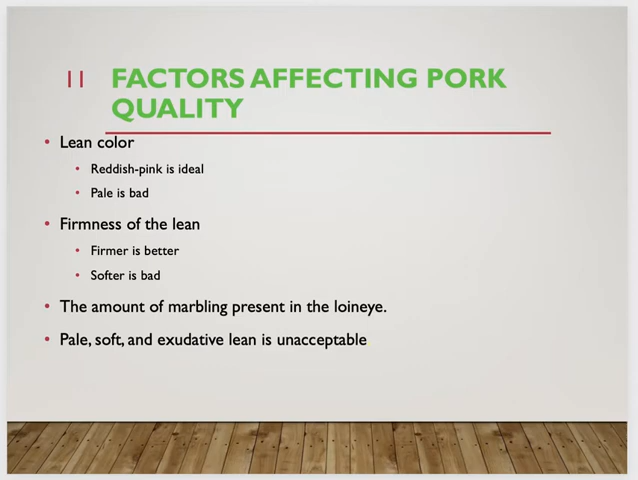 11 FACTORS AFFECTING PORK
QUALITY
• Lean color
• Reddish-pink is ideal
• Pale is bad
• Firmness of the lean
• Firmer is better
• Softer is bad
• The amount of marbling present in the loineye.
• Pale, soft, and exudative lean is unacceptable